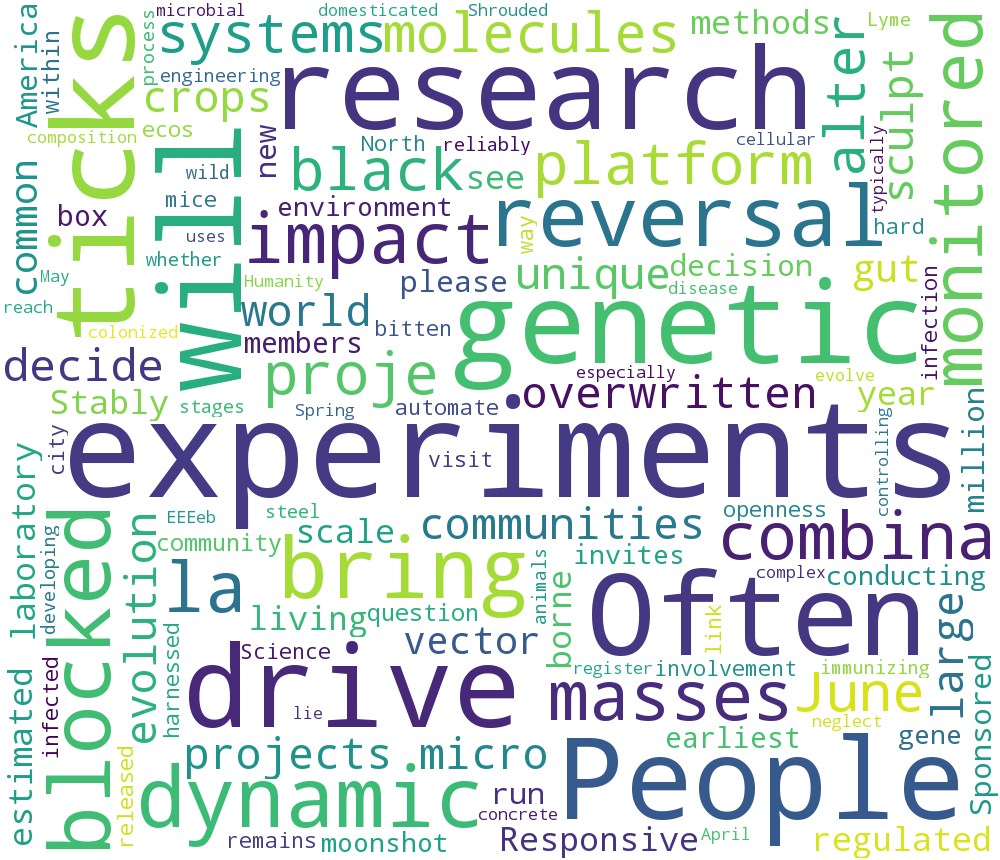 microbial
domesticated
Shrouded
systems
molecules
methods
Lyme
America
within
ticks
process
engineering
research
alter
sculpt
monitored
crops
composition
ecos
Will
new
North
reliably
cellular
black
see
platform
typically
common
box
wild
mice
environment
reversal
hard
uses
impact
way
whether
unique
decision
gut
May
Humanity
please
disease
infection
reach
world
bitten
genetic
colonized
members
decide
proje
especially
evolve
overwritten
year
Stably
stages
Spring
automate
city
experiments
visit
controlling
million
laboratory
EEEeb
steel
communities
openness
combina
developing
evolution
community
scale
bring
invites
animals
complex
conducting
la
Often
living
question
borne
link
large
blocked
harnessed
Science
vector
register
involvement
immunizing
estimated
infected
drive
masses
June
Sponsored
lie
neglect
projects
micro
earliest
gene
released
dynamic
People
run
concrete
remains
moonshot
Responsive
April
regulated